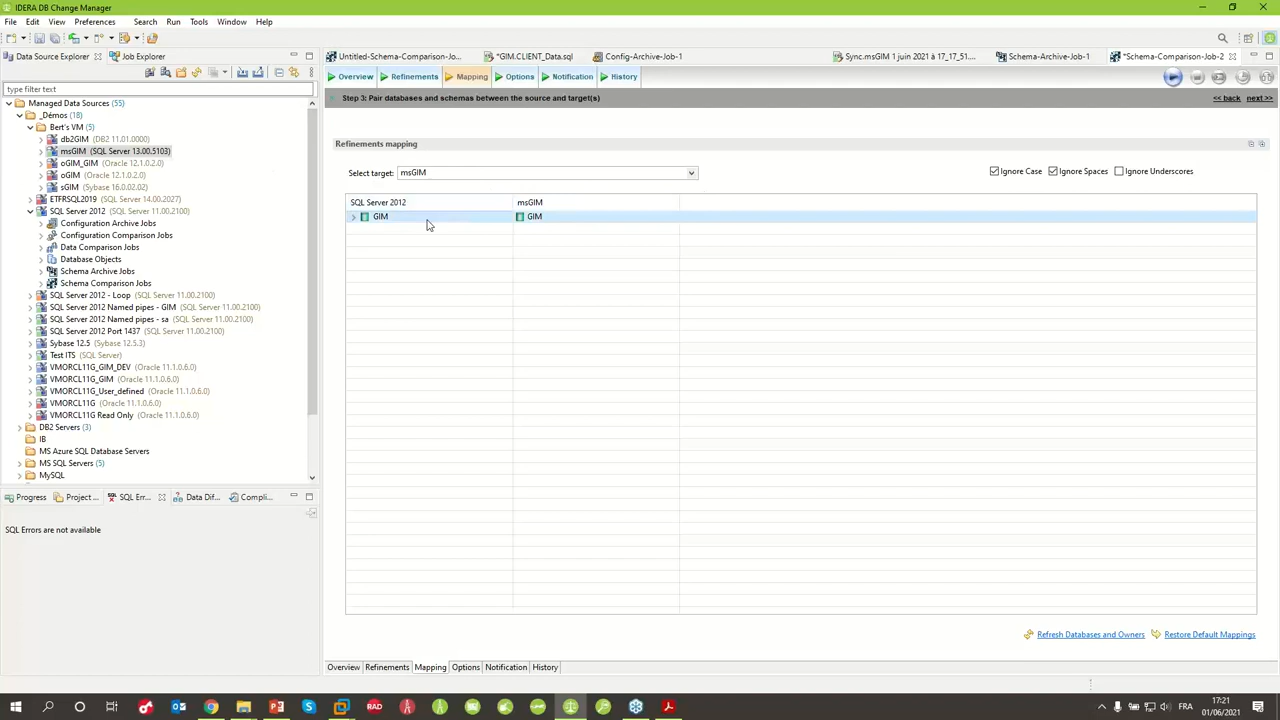 IDERA DB Change Manager
File Edit View Preferences Search Run Tools Window Help
Data Source Explorer Job Explorer
Untitled-Schema-Comparison-Jo... *GIM.CLIENT_Data.sql Config-Archive-Job-1 Sync.msGIM 1 juin 2021 à 17_17_51.... Schema-Archive-Job-1 *Schema-Comparison-Job-2
Overview Refinements Mapping Options Notification History
Step 3: Pair databases and schemas between the source and target(s) << back next >>
type filter text
Managed Data Sources (55)
_Démos (18)
Bert's VM (5)
db2GIM (DB2 11.01.0000)
msGIM (SQL Server 13.00.5103)
oGIM_GIM (Oracle 12.1.0.2.0)
oGIM (Oracle 12.1.0.2.0)
sGIM (Sybase 16.0.02.02)
ETFRSQL2019 (SQL Server 14.00.2027)
SQL Server 2012 (SQL Server 11.00.2100)
Configuration Archive Jobs
Configuration Comparison Jobs
Data Comparison Jobs
Database Objects
Schema Archive Jobs
Schema Comparison Jobs
SQL Server 2012 - Loop (SQL Server 11.00.2100)
SQL Server 2012 Named pipes - GIM (SQL Server 11.00.2100)
SQL Server 2012 Named pipes - sa (SQL Server 11.00.2100)
SQL Server 2012 Port 1437 (SQL Server 11.00.2100)
Sybase 12.5 (Sybase 12.5.3)
Test ITS (SQL Server)
VMORCL11G_GIM_DEV (Oracle 11.1.0.6.0)
VMORCL11G_GIM (Oracle 11.1.0.6.0)
VMORCL11G_User_defined (Oracle 11.1.0.6.0)
VMORCL11G (Oracle 11.1.0.6.0)
VMORCL11G Read Only (Oracle 11.1.0.6.0)
DB2 Servers (3)
IB
MS Azure SQL Database Servers
MS SQL Servers (5)
MySQL
Refinements mapping
Select target: msGIM Ignore Case Ignore Spaces Ignore Underscores
SQL Server 2012 msGIM
GIM GIM
Progress Project ... SQL Err... Data Dif... Compli...
SQL Errors are not available
Refresh Databases and Owners Restore Default Mappings
Overview Refinements Mapping Options Notification History
RAD
FRA
17:21
01/06/2021